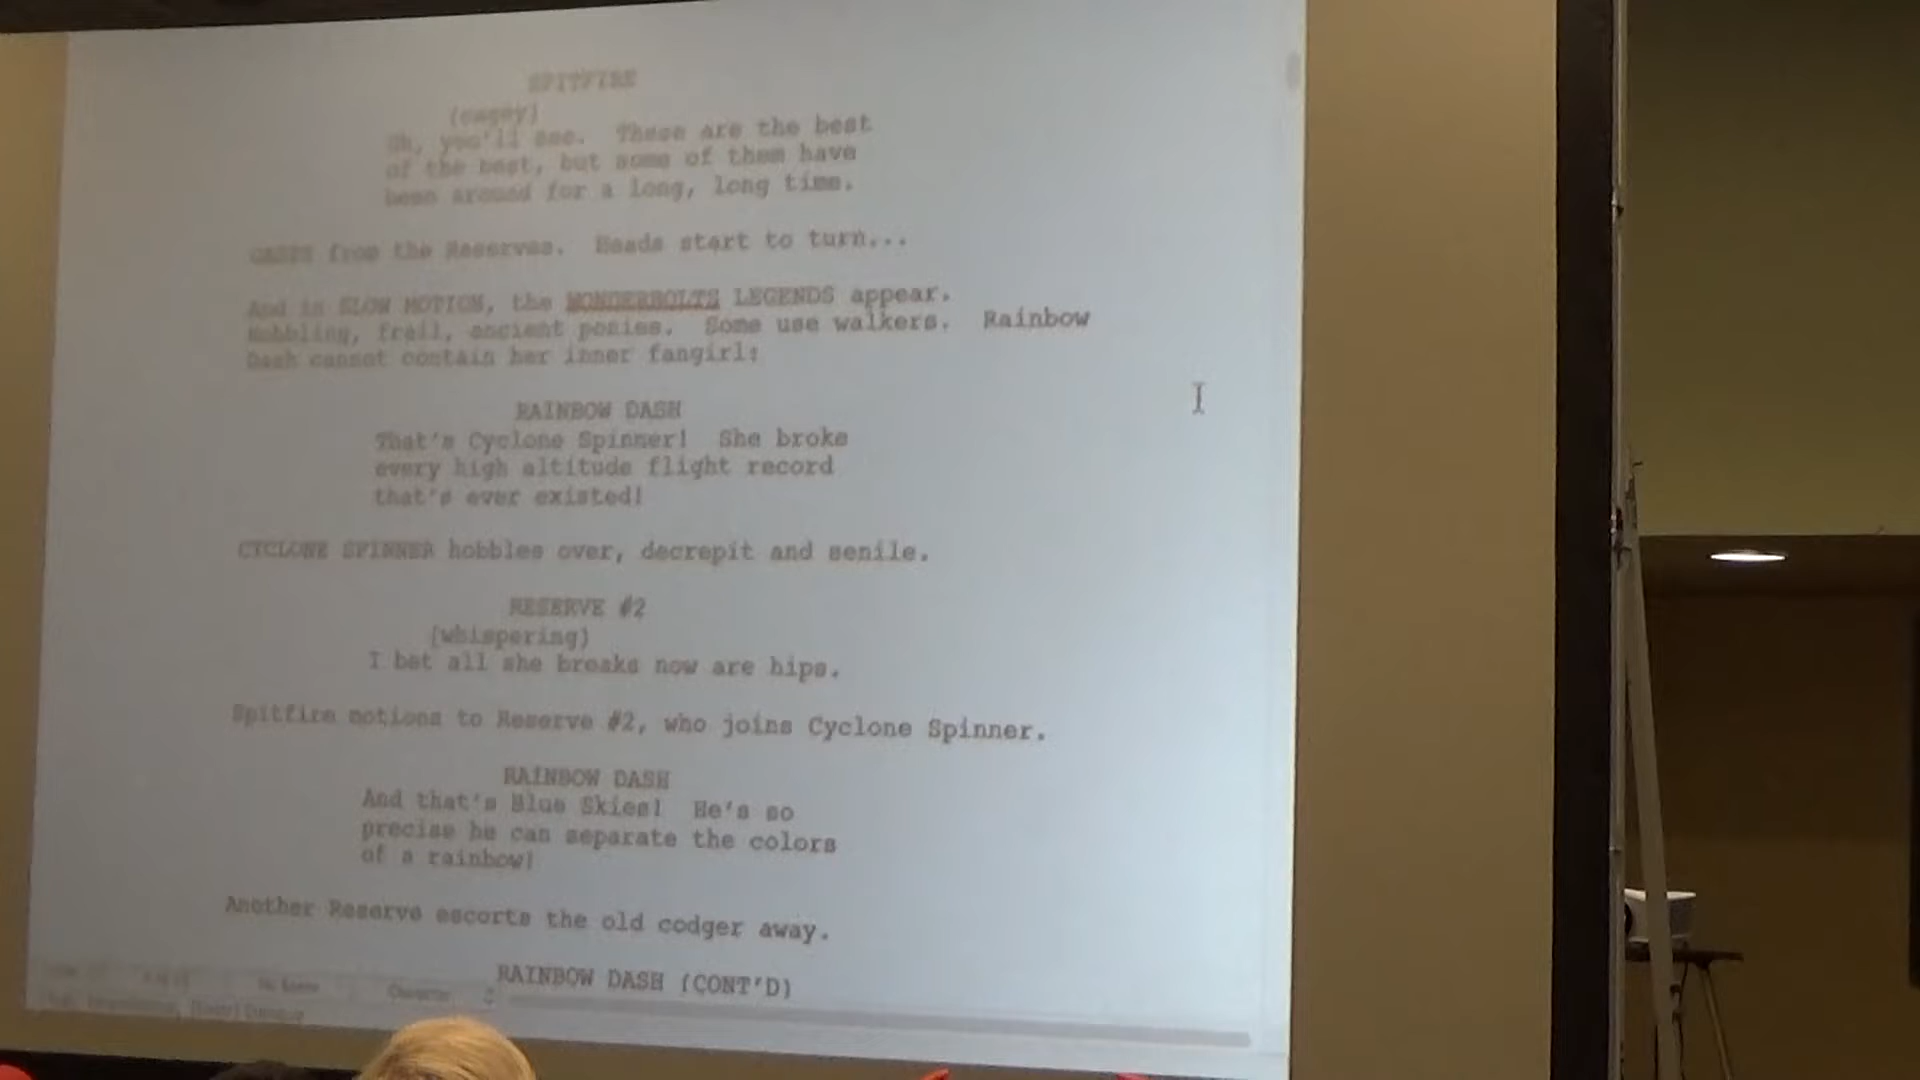 SPITFIRE
(cagey)
Oh, you'll see. These are the best
of the best, but some of them have
been around for a long, long time.
GASPS from the Reserves. Heads start to turn...
And in SLOW MOTION, the WONDERBOLTS LEGENDS appear.
Hobbling, frail, ancient ponies. Some use walkers. Rainbow
Dash cannot contain her inner fangirl:
RAINBOW DASH
That's Cyclone Spinner! She broke
every high altitude flight record
that's ever existed!
CYCLONE SPINNER hobbles over, decrepit and senile.
RESERVE #2
(whispering)
I bet all she breaks now are hips.
Spitfire motions to Reserve #2, who joins Cyclone Spinner.
RAINBOW DASH
And that's Blue Skies! He's so
precise he can separate the colors
of a rainbow!
Another Reserve escorts the old codger away.
RAINBOW DASH (CONT'D)
No Scene Character